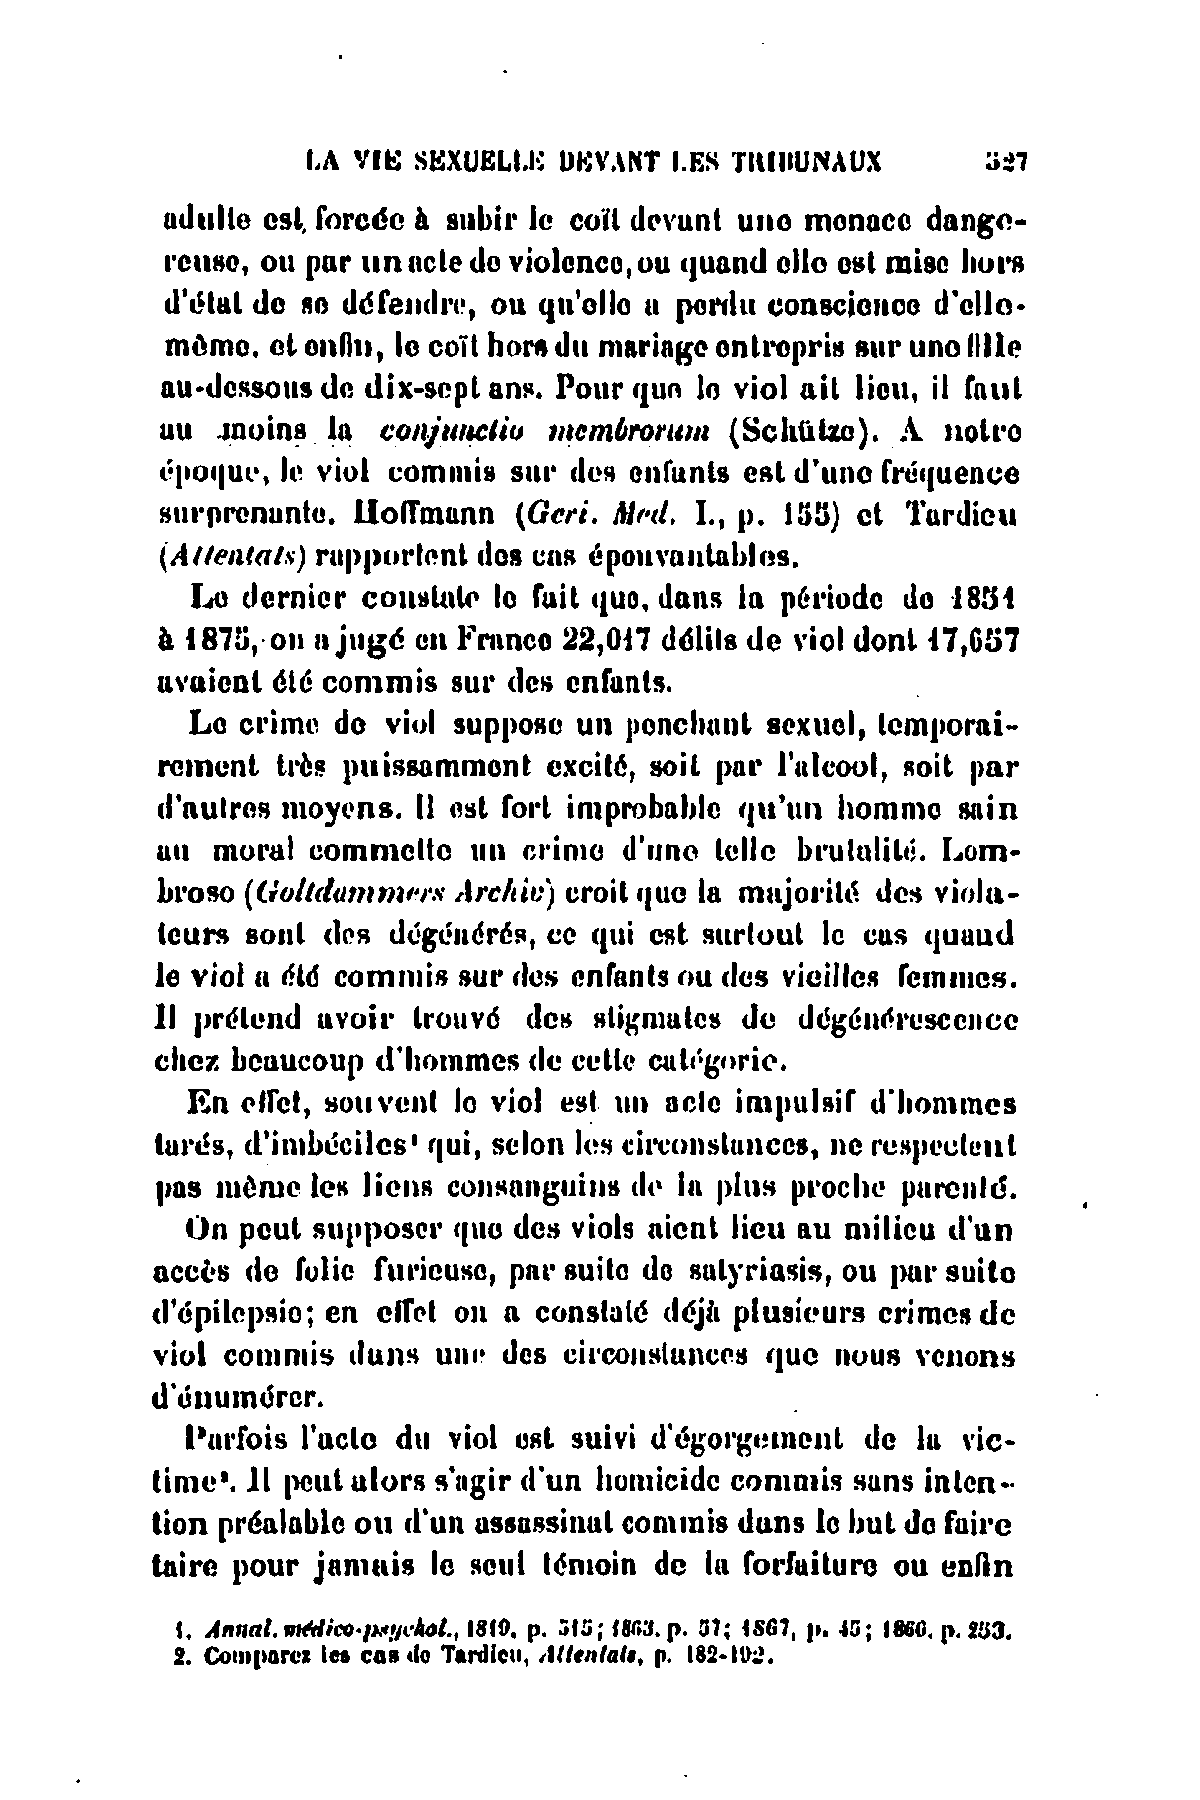 LA VIE SEXUELLE DEVANT LES TRIBUNAUX 527
adulte est forcée à subir le coït devant une menace dange-
reuse, ou par un acte de violence, ou quand elle est mise hors
d'état de se défendre, ou qu'elle a perdu conscience d'elle-
même, et enfin, le coït hors du mariage entrepris sur une fille
au-dessous de dix-sept ans. Pour que le viol ait lieu, il faut
au moins la conjunctio membrorum (Schütze). A notre
époque, le viol commis sur des enfants est d'une fréquence
surprenante. Hoffmann (Geri. Med. I., p. 155) et Tardieu
(Attentats) rapportent des cas épouvantables.
Le dernier constate le fait que, dans la période de 1851
à 1875, on a jugé en France 22,017 délits de viol dont 17,657
avaient été commis sur des enfants.
Le crime de viol suppose un penchant sexuel, temporai-
rement très puissamment excité, soit par l'alcool, soit par
d'autres moyens. Il est fort improbable qu'un homme sain
au moral commette un crime d'une telle brutalité. Lom-
broso (Goltdammers Archiv) croit que la majorité des viola-
teurs sont des dégénérés, ce qui est surtout le cas quand
le viol a été commis sur des enfants ou des vieilles femmes.
Il prétend avoir trouvé des stigmates de dégénérescence
chez beaucoup d'hommes de cette catégorie.
En effet, souvent le viol est un acte impulsif d'hommes
tarés, d'imbéciles¹ qui, selon les circonstances, ne respectent
pas même les liens consanguins de la plus proche parenté.
On peut supposer que des viols aient lieu au milieu d'un
accès de folie furieuse, par suite de satyriasis, ou par suite
d'épilepsie; en effet on a constaté déjà plusieurs crimes de
viol commis dans une des circonstances que nous venons
d'énumérer.
Parfois l'acte du viol est suivi d'égorgement de la vic-
time². Il peut alors s'agir d'un homicide commis sans inten-
tion préalable ou d'un assassinat commis dans le but de faire
taire pour jamais le seul témoin de la forfaiture ou enfin
1. Annal. médico-psychol., 1849, p. 515; 1863. p. 57; 1867, p. 45; 1866. p. 253.
2. Comparez les cas de Tardieu, Attentats, p. 182-192.